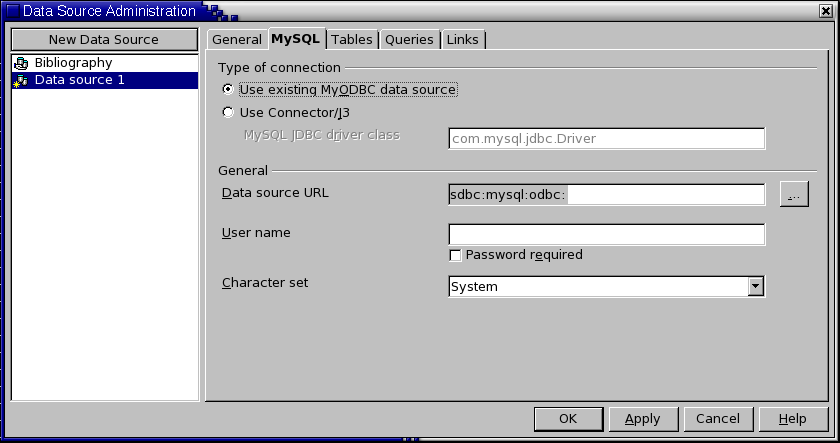 Data Source Administration
New Data Source
Bibliography
Data source 1
General MySQL Tables Queries Links
Type of connection
Use existing MyODBC data source
Use Connector/J3
MySQL JDBC driver class com.mysql.jdbc.Driver
General
Data source URL sdbc:mysql:odbc: ...
User name
Password required
Character set System
OK Apply Cancel Help